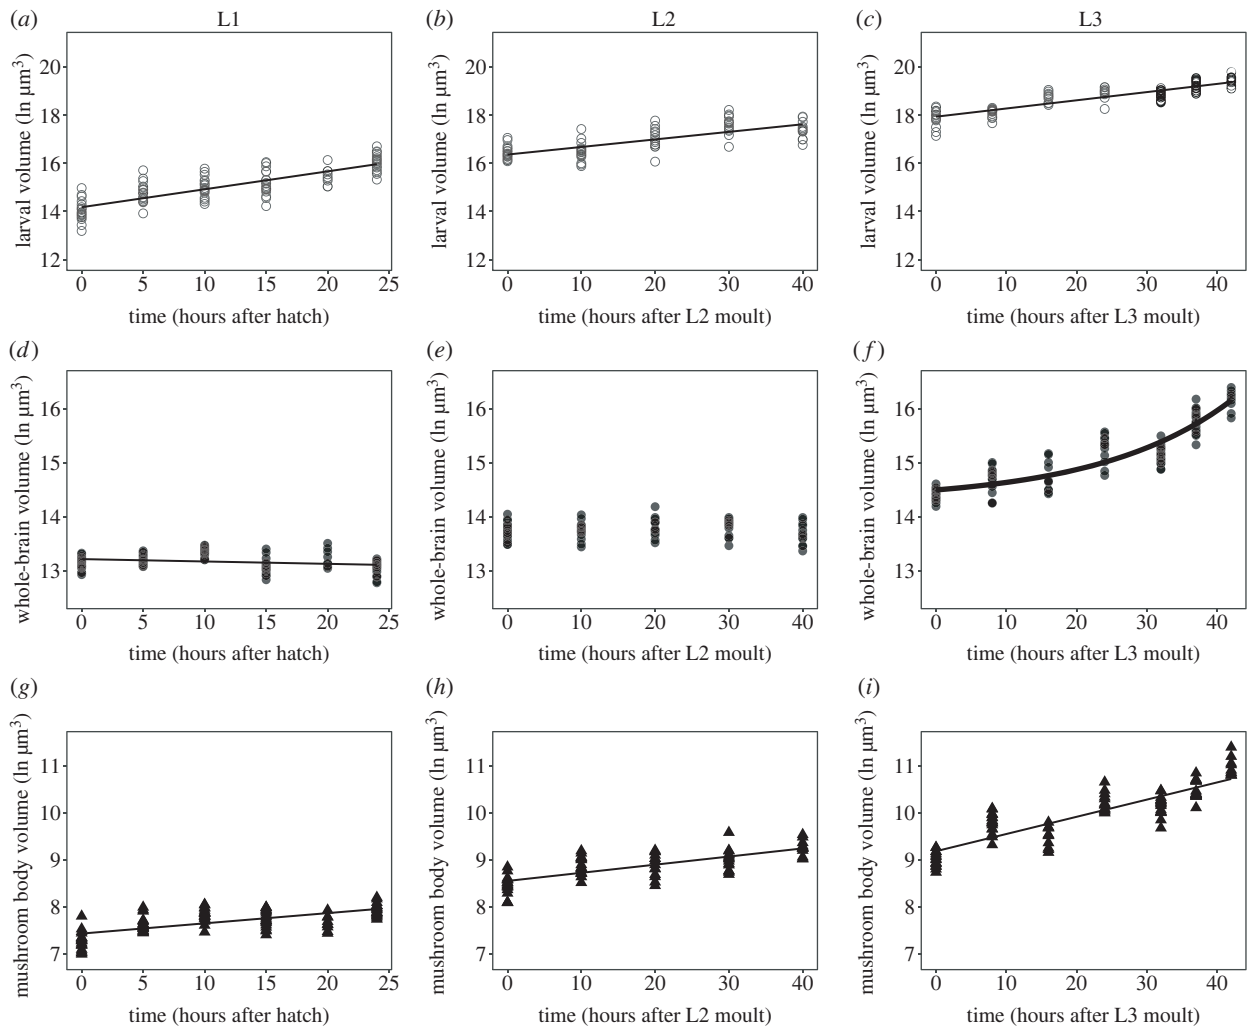 (a) L1 (b) L2 (c) L3
larval volume (ln µm³) larval volume (ln µm³) larval volume (ln µm³)
20 20 20
18 18 18
16 16 16
14 14 14
12 12 12
0 5 10 15 20 25 0 10 20 30 40 0 10 20 30 40
time (hours after hatch) time (hours after L2 moult) time (hours after L3 moult)
(d) (e) (f)
whole-brain volume (ln µm³) whole-brain volume (ln µm³) whole-brain volume (ln µm³)
16 16 16
15 15 15
14 14 14
13 13 13
0 5 10 15 20 25 0 10 20 30 40 0 10 20 30 40
time (hours after hatch) time (hours after L2 moult) time (hours after L3 moult)
(g) (h) (i)
mushroom body volume (ln µm³) mushroom body volume (ln µm³) mushroom body volume (ln µm³)
11 11 11
10 10 10
9 9 9
8 8 8
7 7 7
0 5 10 15 20 25 0 10 20 30 40 0 10 20 30 40
time (hours after hatch) time (hours after L2 moult) time (hours after L3 moult)